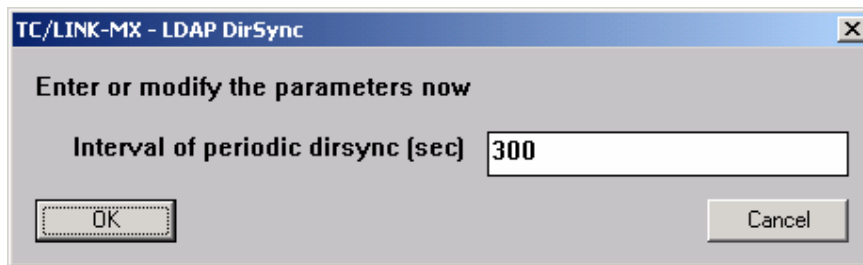 TC/LINK-MX - LDAP DirSync
Enter or modify the parameters now
Interval of periodic dirsync (sec) 300
OK Cancel